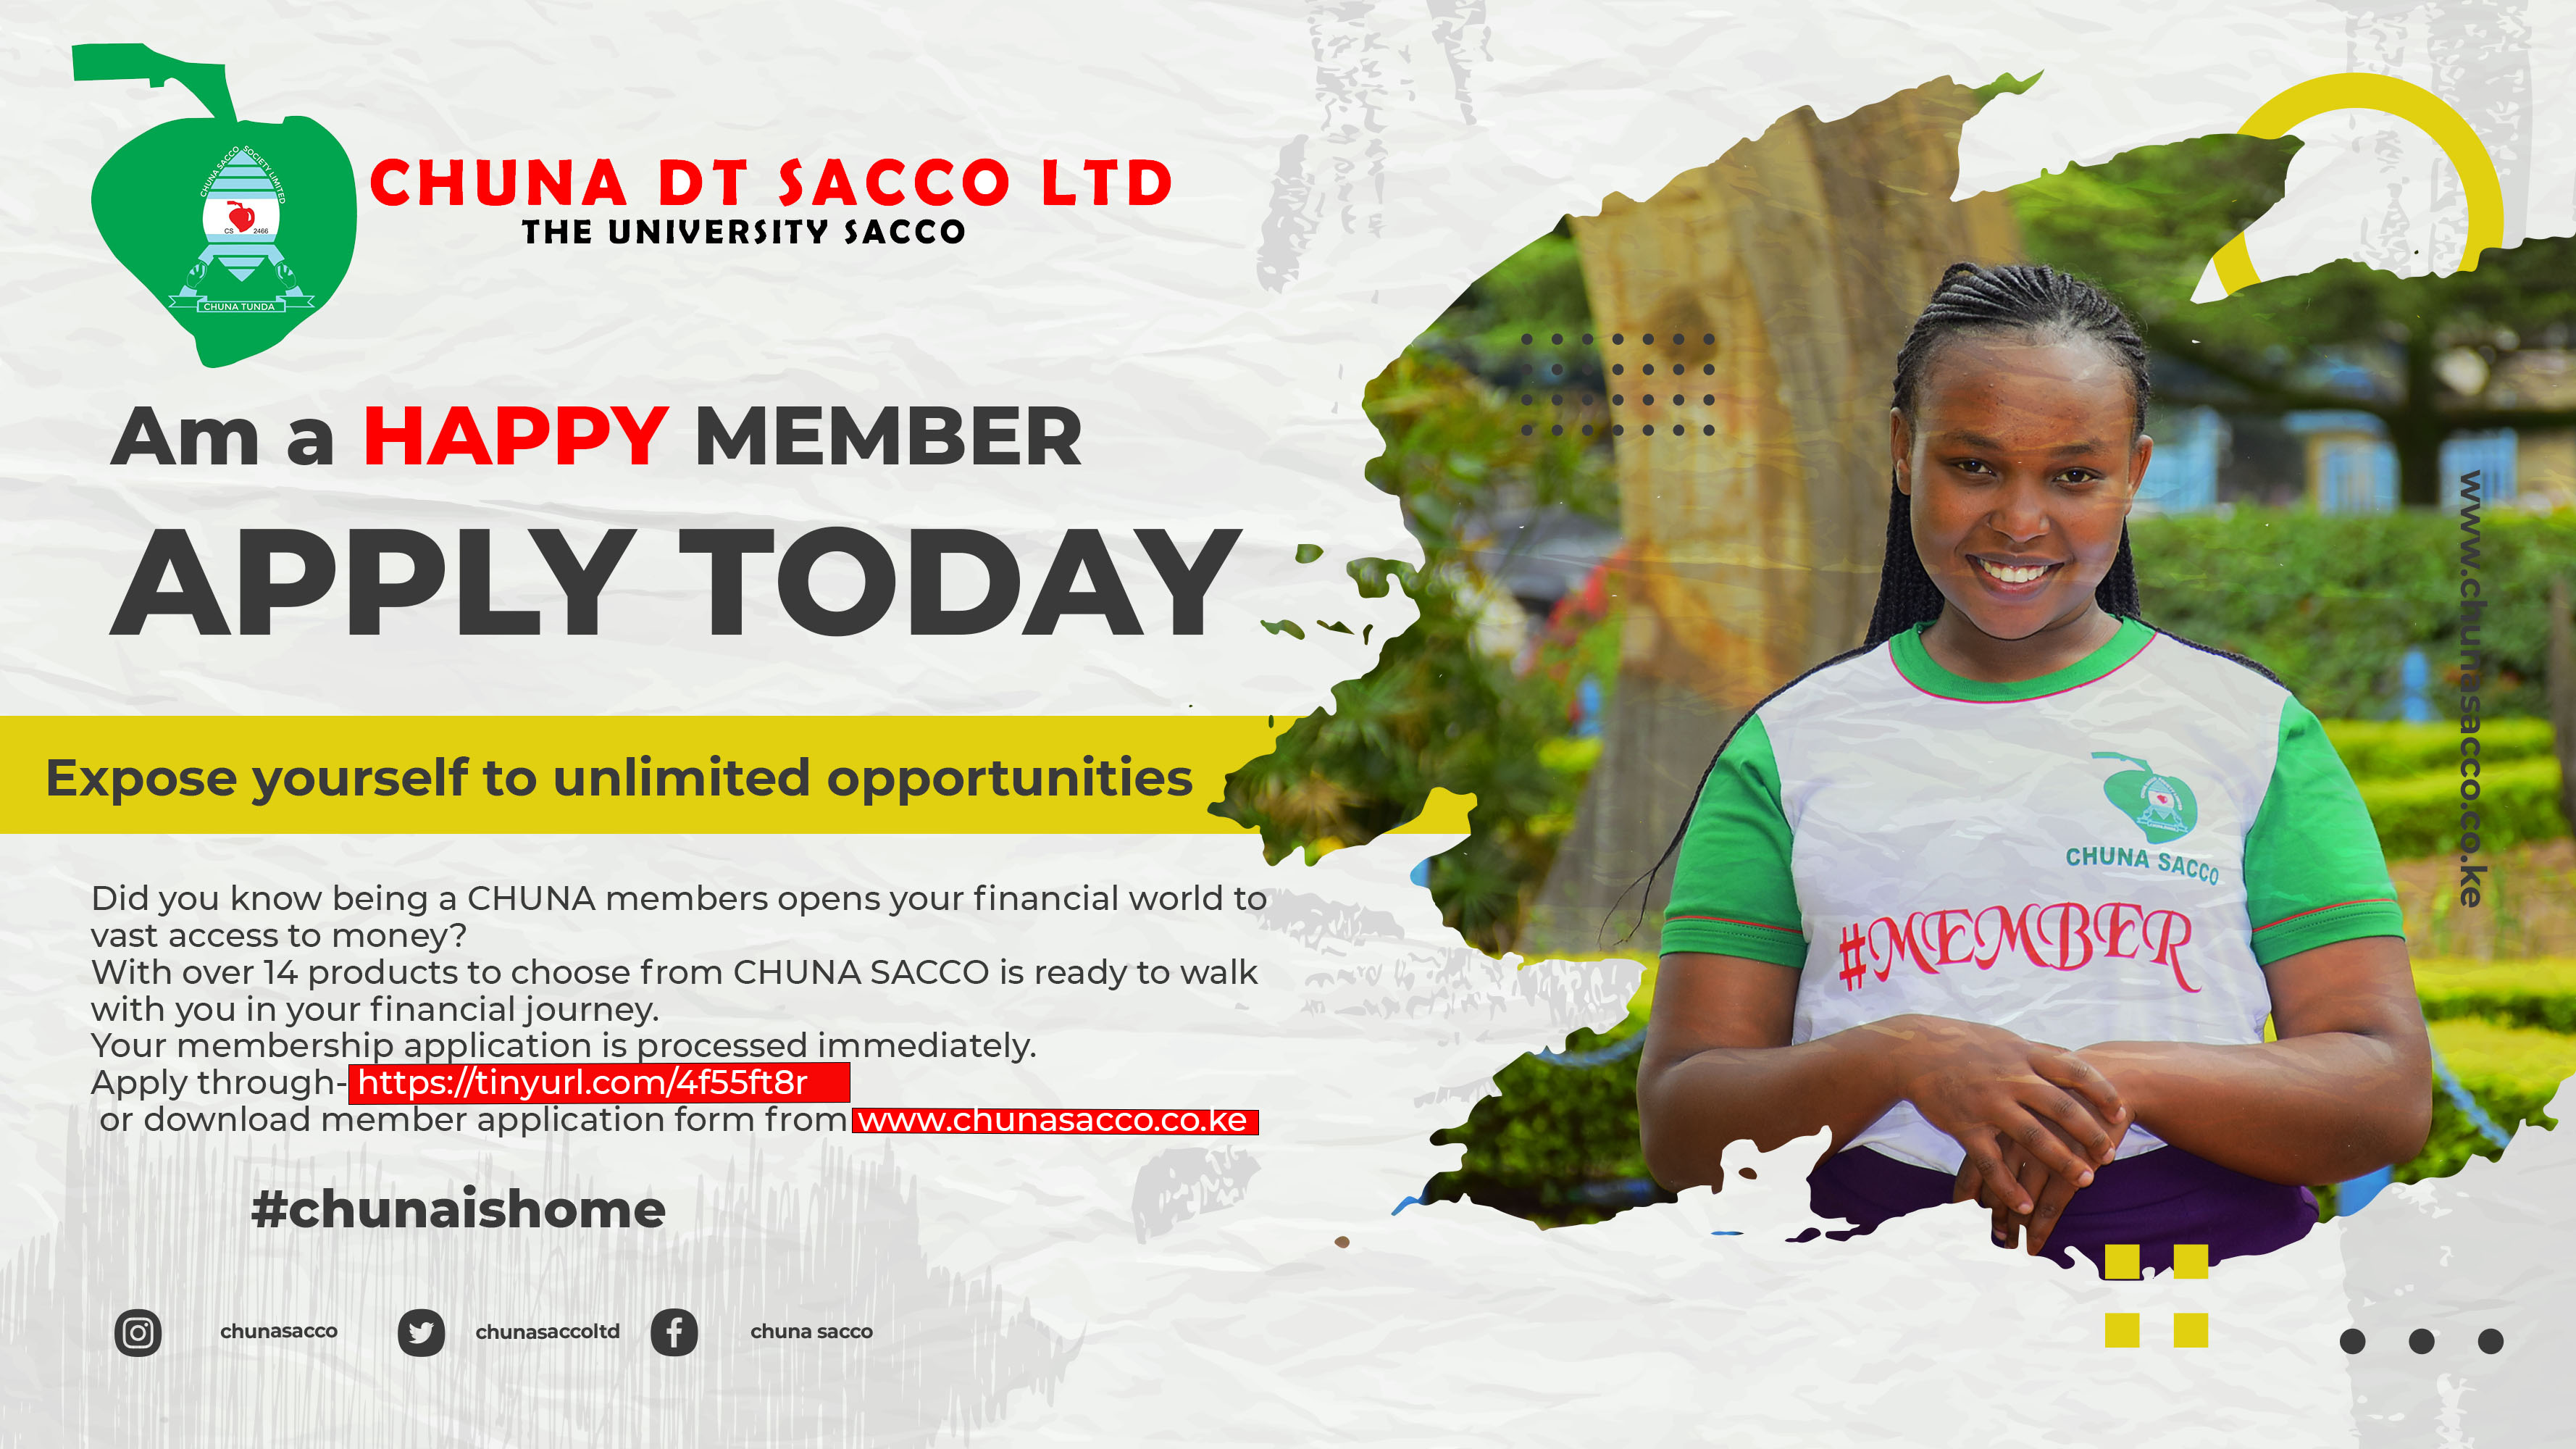 CHUNA SACCO SOCIETY LIMITED
CS 2466
CHUNA TUNDA
CHUNA DT SACCO LTD
THE UNIVERSITY SACCO
Am a HAPPY MEMBER
APPLY TODAY
Expose yourself to unlimited opportunities
Did you know being a CHUNA members opens your financial world to
vast access to money?
With over 14 products to choose from CHUNA SACCO is ready to walk
with you in your financial journey.
Your membership application is processed immediately.
Apply through- https://tinyurl.com/4f55ft8r
or download member application form from www.chunasacco.co.ke
#chunaishome
chunasacco
chunasaccoltd
chuna sacco
CHUNA SACCO
#MEMBER
www.chunasacco.co.ke